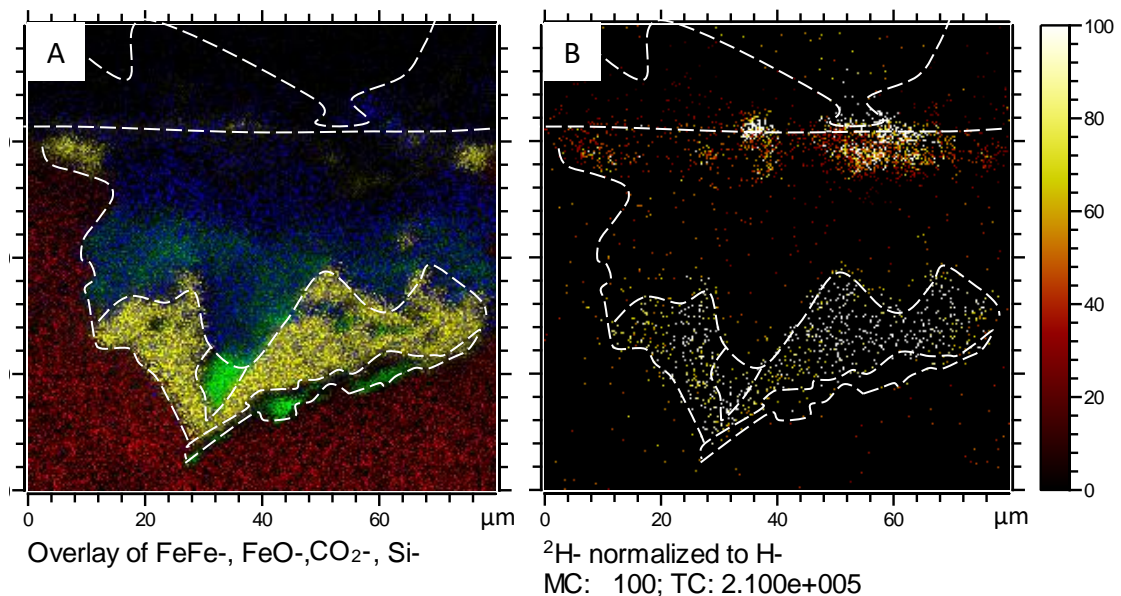 A
B
100
80
60
40
20
0
0 20 40 60 µm
0 20 40 60 µm
Overlay of FeFe-, FeO-,CO₂-, Si-
²H- normalized to H-
MC: 100; TC: 2.100e+005